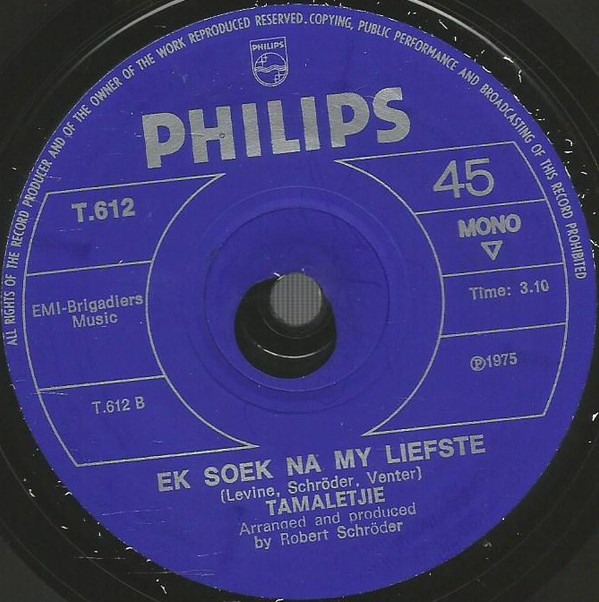 ALL RIGHTS OF THE RECORD PRODUCER AND OF THE OWNER OF THE WORK REPRODUCED RESERVED. COPYING, PUBLIC PERFORMANCE AND BROADCASTING OF THIS RECORD PROHIBITED
PHILIPS
PHILIPS
T.612
45
MONO
EMI-Brigadiers
Music
Time: 3.10
T.612 B
℗1975
EK SOEK NA MY LIEFSTE
(Levine, Schröder, Venter)
TAMALETJIE
Arranged and produced
by Robert Schröder